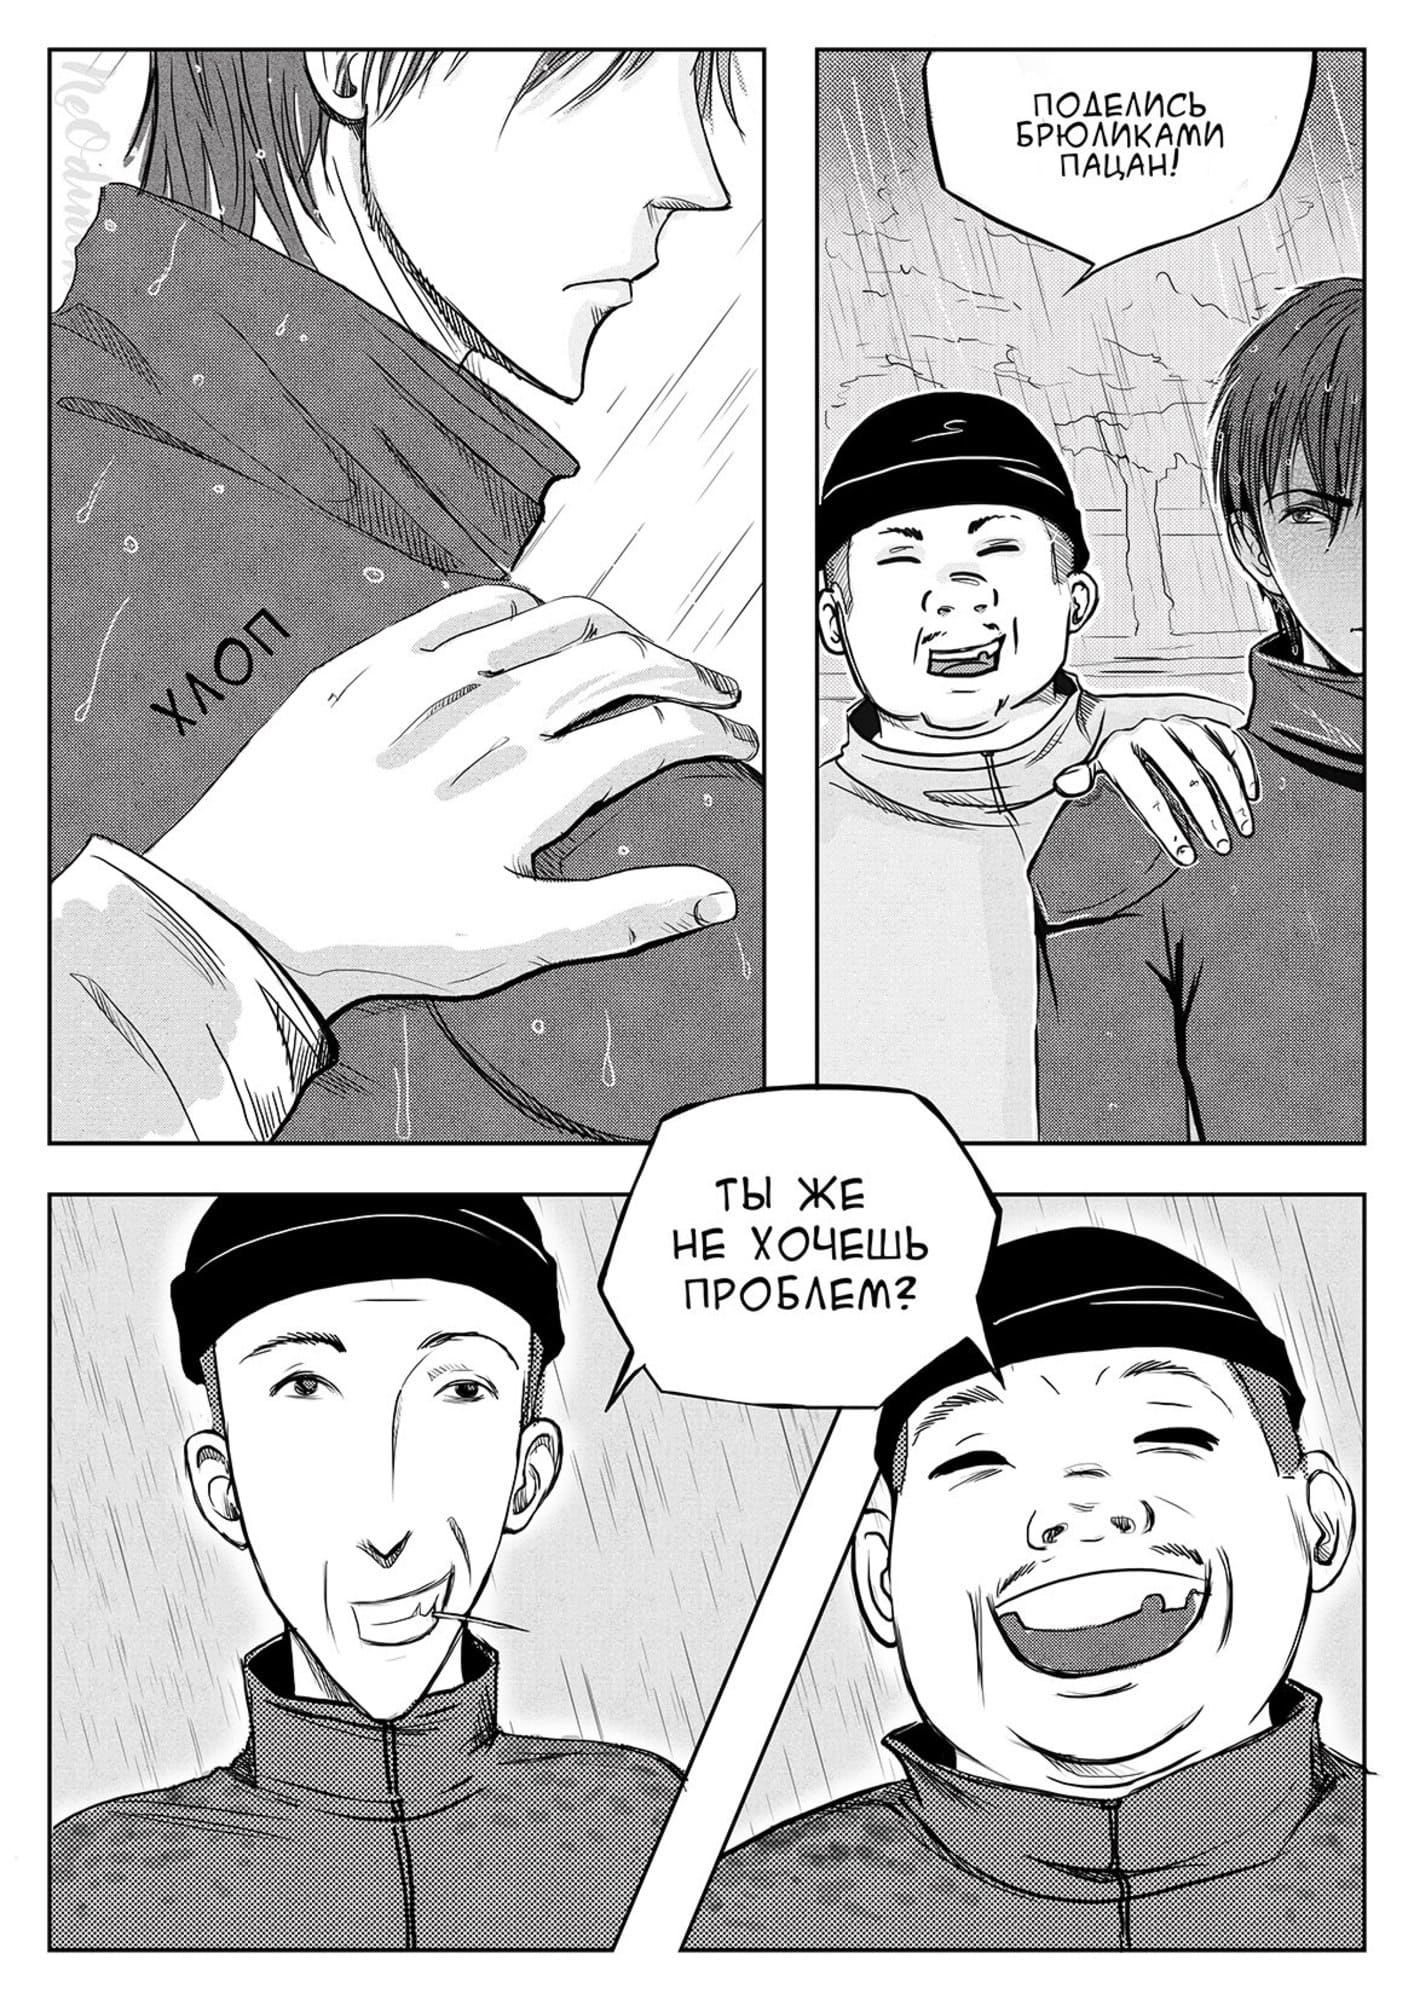 ХЛОП
ПОДЕЛИСЬ
БРЮЛИКАМИ
ПАЦАН!
ТЫ ЖЕ
НЕ ХОЧЕШЬ
ПРОБЛЕМ?